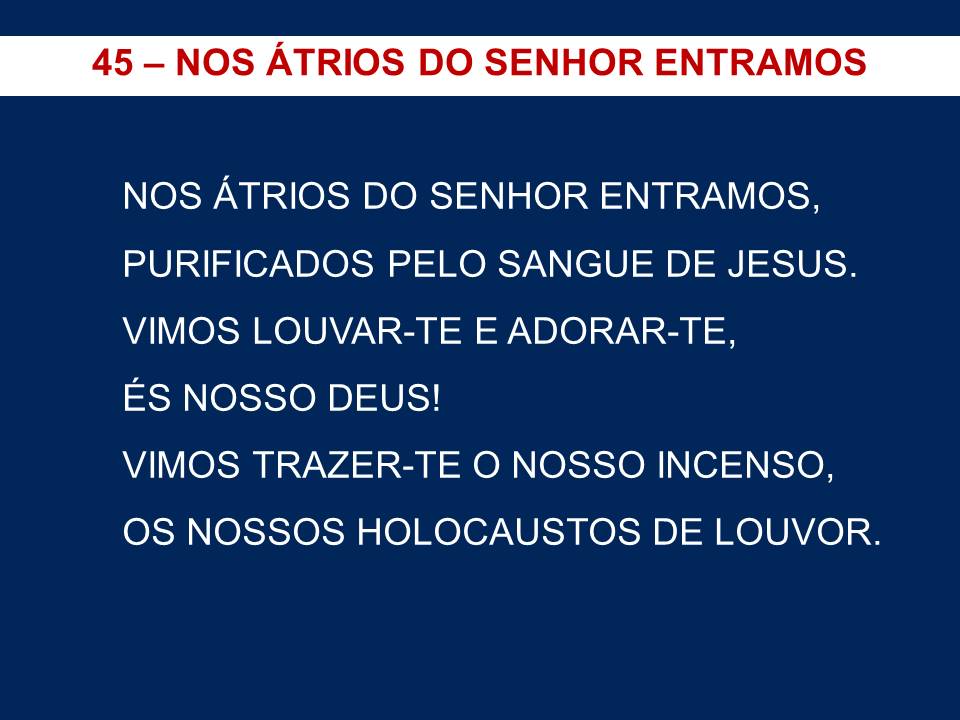 45 – NOS ÁTRIOS DO SENHOR ENTRAMOS
NOS ÁTRIOS DO SENHOR ENTRAMOS,
PURIFICADOS PELO SANGUE DE JESUS.
VIMOS LOUVAR-TE E ADORAR-TE,
ÉS NOSSO DEUS!
VIMOS TRAZER-TE O NOSSO INCENSO,
OS NOSSOS HOLOCAUSTOS DE LOUVOR.